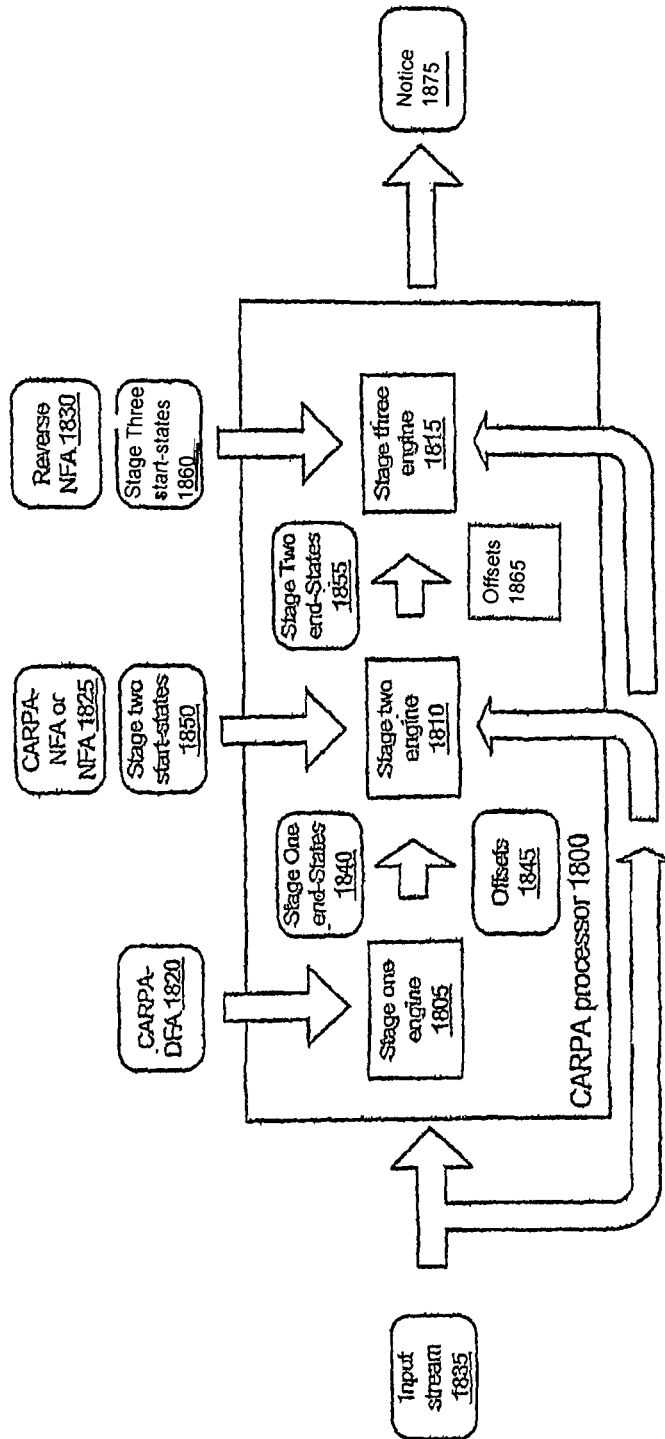 Input
stream
1835
CARPA-
DFA 1820
CARPA-
NFA or
NFA 1825
Stage two
start-states
1850
Reverse
NFA 1830
Stage Three
start-states
1860
Stage one
engine
1805
Stage One
end-States
1840
Offsets
1845
Stage two
engine
1810
Stage Two
end-States
1855
Offsets
1865
Stage three
engine
1815
CARPA processor 1800
Notice
1875